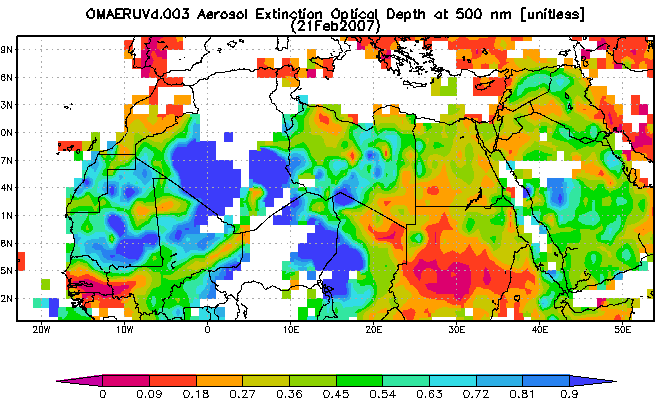 OMAERUVd.003 Aerosol Extinction Optical Depth at 500 nm [unitless]
(21Feb2007)
9N
6N
3N
0N
7N
4N
1N
8N
5N
2N
20W 10W 0 10E 20E 30E 40E 50E
0 0.09 0.18 0.27 0.36 0.45 0.54 0.63 0.72 0.81 0.9